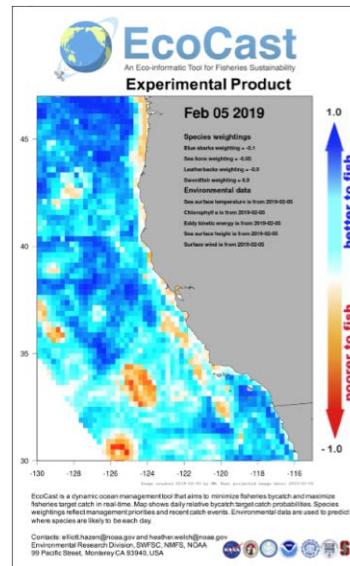 EcoCast
An Eco-informatic Tool for Fisheries Sustainability
Experimental Product
Feb 05 2019
Species weightings
Blue sharks weighting = -0.1
Sea lions weighting = -0.05
Leatherbacks weighting = -0.9
Swordfish weighting = 0.9
Environmental data
Sea surface temperature is from 2019-02-05
Chlorophyll a is from 2019-02-05
Eddy kinetic energy is from 2019-02-05
Sea surface height is from 2019-02-05
Surface wind is from 2019-02-05
1.0
better to fish
poorer to fish
- 1.0
45
40
35
30
-130
-128
-126
-124
-122
-120
-118
-116
EcoCast is a dynamic ocean management tool that aims to minimize fisheries bycatch and maximize
fisheries target catch in real-time. Map shows daily relative bycatch:target catch probabilities. Species
weightings reflect management priorities and recent catch events. Environmental data are used to predict
where species are likely to be each day.
Contacts: elliott.hazen@noaa.gov and heather.welch@noaa.gov
Environmental Research Division, SWFSC, NMFS, NOAA
99 Pacific Street, Monterey CA 93940, USA